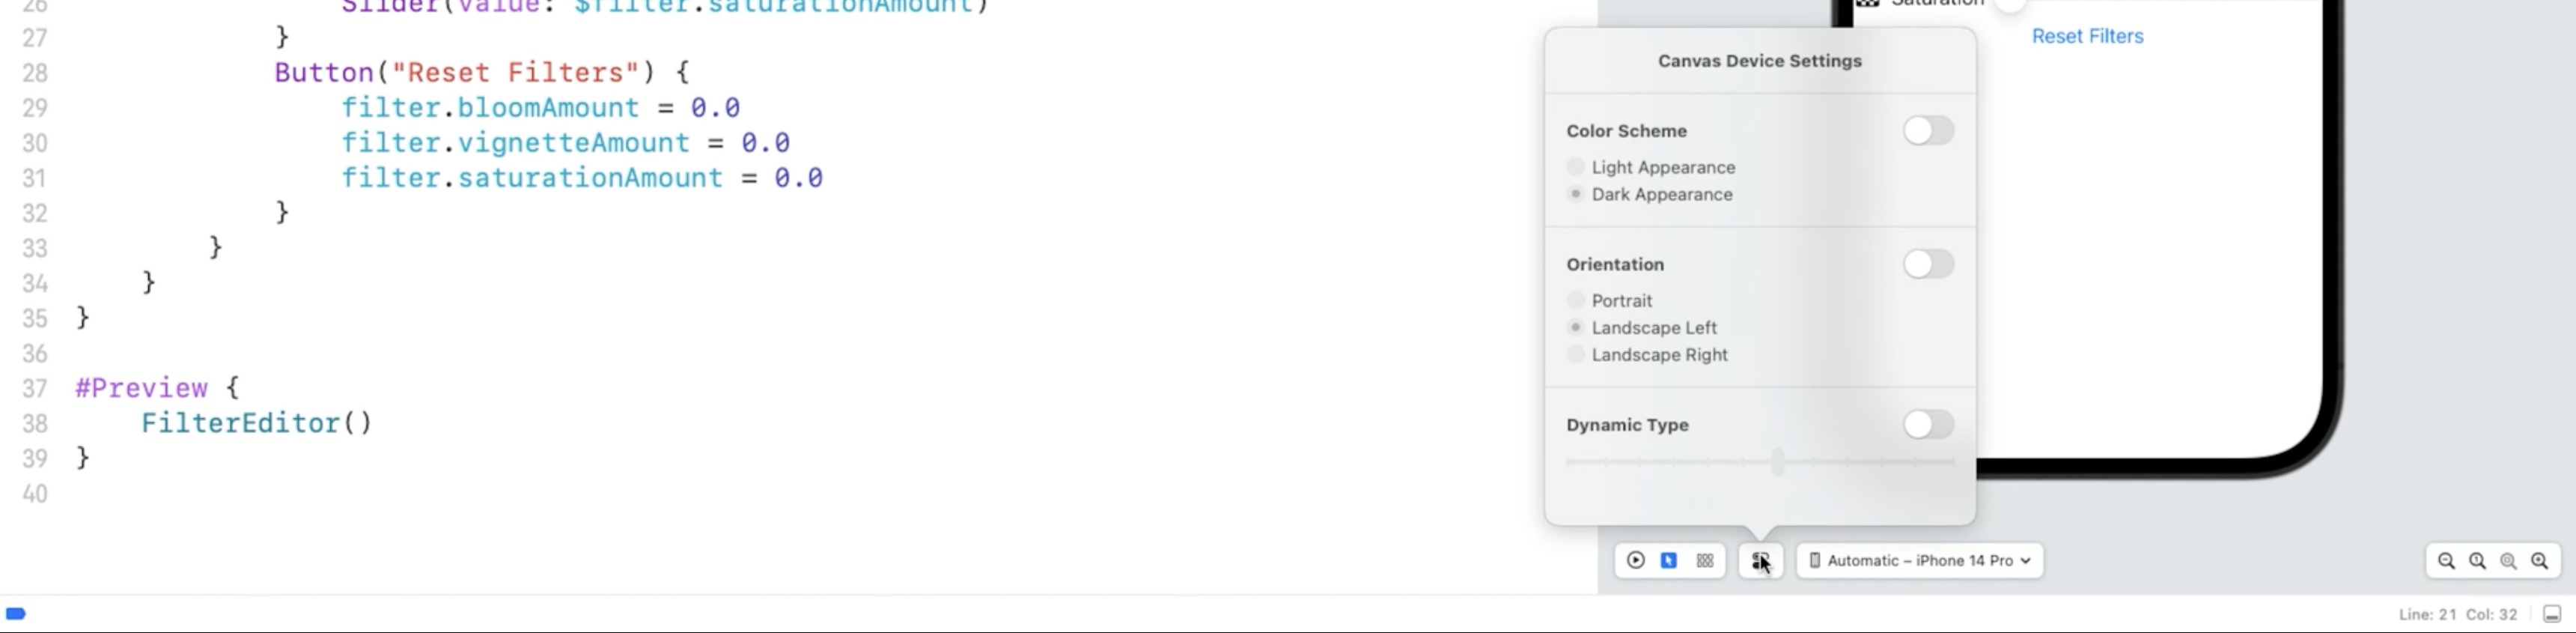 26 Slider(value: $filter.saturationAmount)
27 }
28 Button("Reset Filters") {
29 filter.bloomAmount = 0.0
30 filter.vignetteAmount = 0.0
31 filter.saturationAmount = 0.0
32 }
33 }
34 }
35 }
36
37 #Preview {
38 FilterEditor()
39 }
40
Saturation
Reset Filters
Canvas Device Settings
Color Scheme
Light Appearance
Dark Appearance
Orientation
Portrait
Landscape Left
Landscape Right
Dynamic Type
Automatic – iPhone 14 Pro
Line: 21 Col: 32